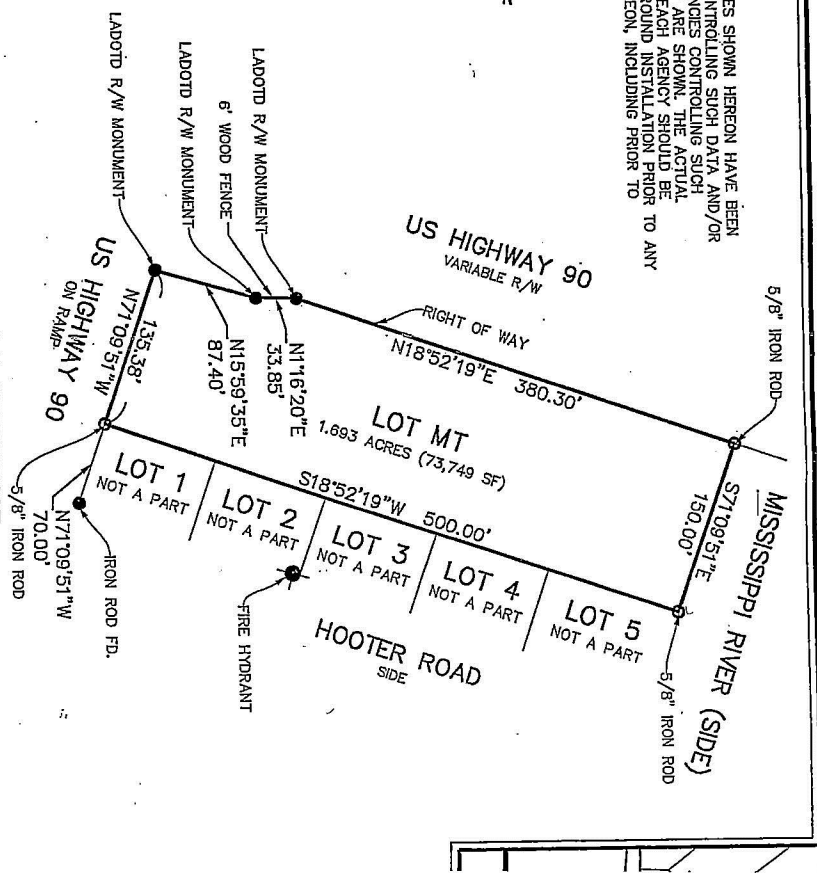 ES SHOWN HEREON HAVE BEEN
NTROLLING SUCH DATA AND/OR
NCIES CONTROLLING SUCH
ARE SHOWN. THE ACTUAL
EACH AGENCY SHOULD BE
ROUND INSTALLATION PRIOR TO ANY
EON, INCLUDING PRIOR TO
R
5/8" IRON ROD
MISSISSIPPI RIVER (SIDE)
S71°09'51"E
150.00'
5/8" IRON ROD
US HIGHWAY 90
VARIABLE R/W
RIGHT OF WAY
N18°52'19"E 380.30'
LOT MT
1.693 ACRES (73,749 SF)
S18°52'19"W 500.00'
LADOTD R/W MONUMENT
6' WOOD FENCE
LADOTD R/W MONUMENT
LADOTD R/W MONUMENT
N1°16'20"E
33.85'
N15°59'35"E
87.40'
135.38'
N71°09'51"W
US HIGHWAY 90
ON RAMP
LOT 1
NOT A PART
LOT 2
NOT A PART
LOT 3
NOT A PART
LOT 4
NOT A PART
LOT 5
NOT A PART
HOOTER ROAD
SIDE
FIRE HYDRANT
IRON ROD FD.
N71°09'51"W
70.00'
5/8" IRON ROD